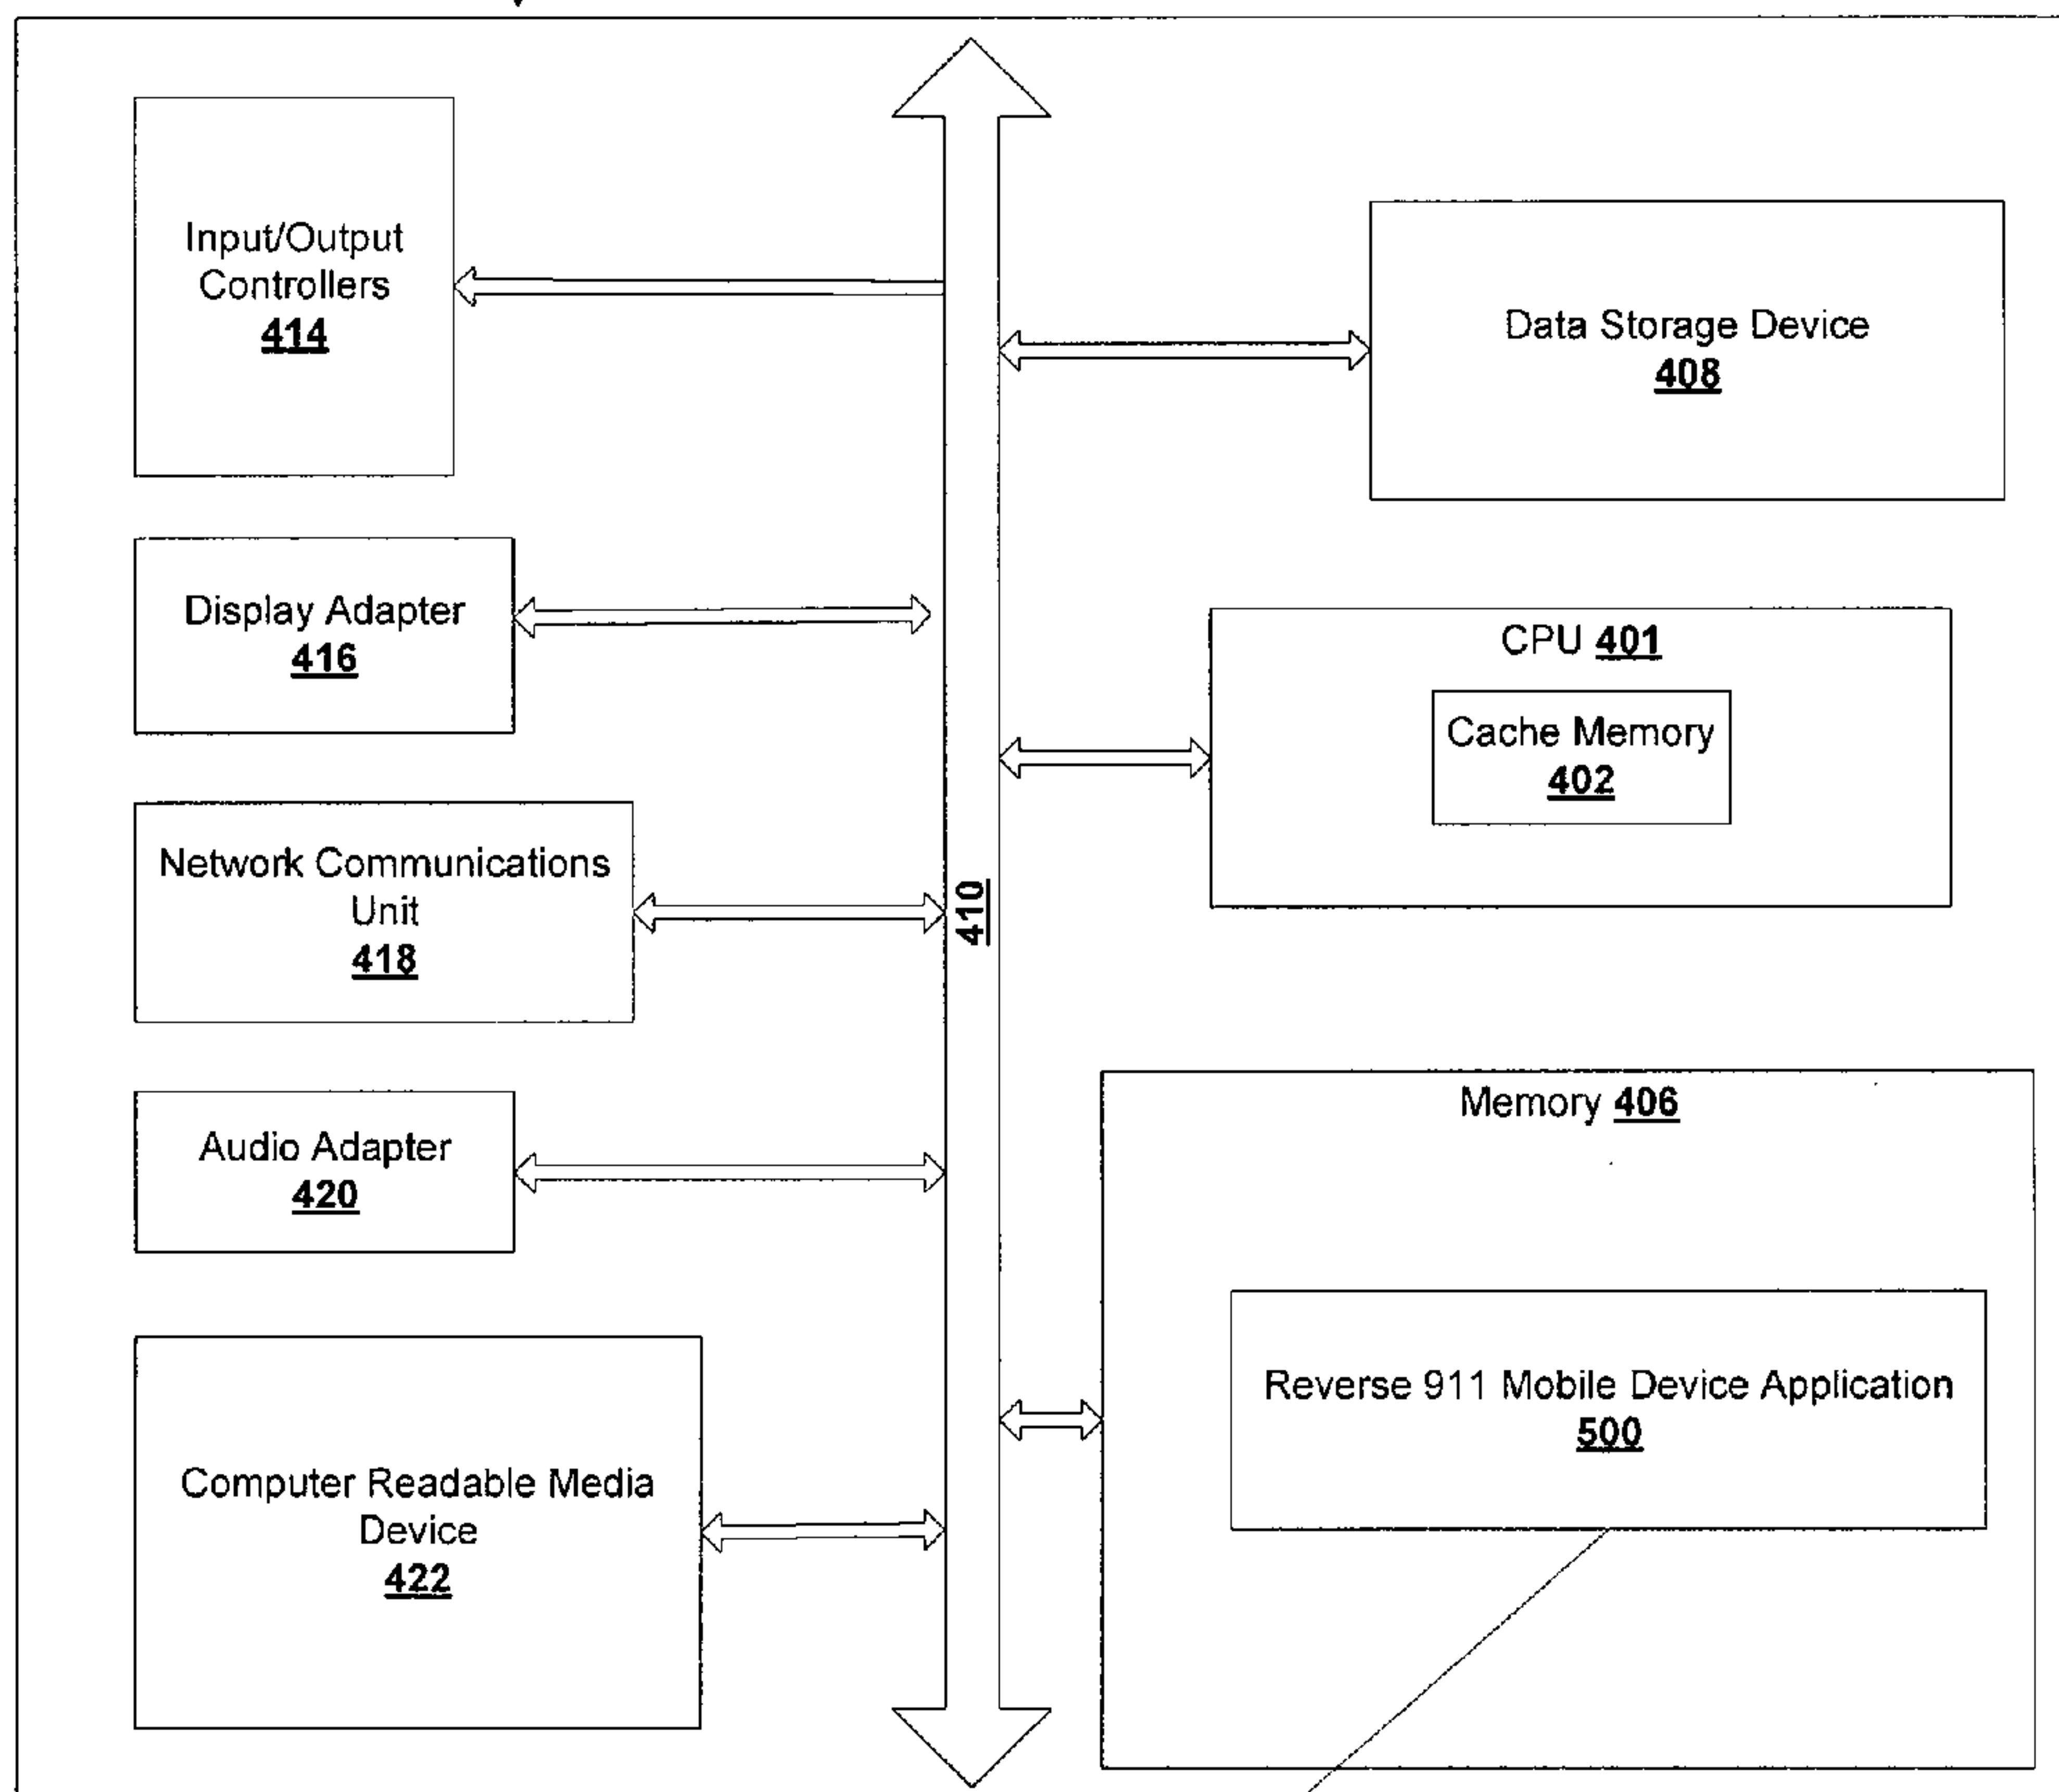 Input/Output
Controllers
414
Display Adapter
416
Network Communications
Unit
418
Audio Adapter
420
Computer Readable Media
Device
422
410
Data Storage Device
408
CPU 401
Cache Memory
402
Memory 406
Reverse 911 Mobile Device Application
500